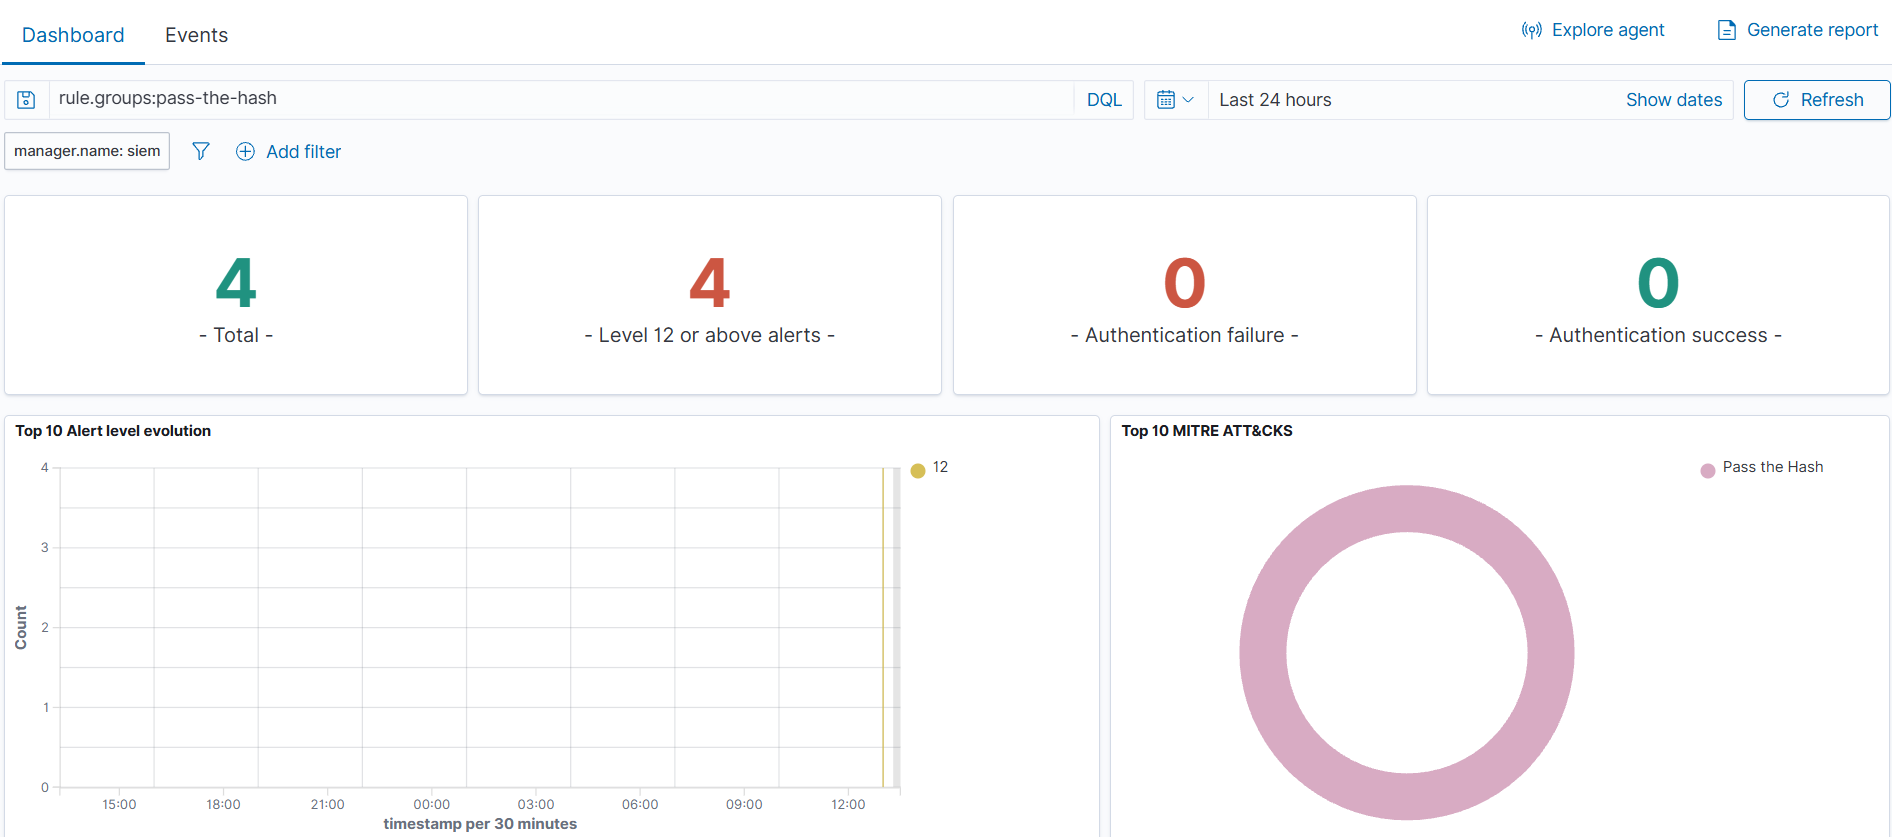 Dashboard
Events
Explore agent
Generate report
rule.groups:pass-the-hash
DQL
Last 24 hours
Show dates
Refresh
manager.name: siem
Add filter
4
- Total -
4
- Level 12 or above alerts -
0
- Authentication failure -
0
- Authentication success -
Top 10 Alert level evolution
4
3
2
1
0
Count
15:00
18:00
21:00
00:00
03:00
06:00
09:00
12:00
timestamp per 30 minutes
12
Top 10 MITRE ATT&CKS
Pass the Hash